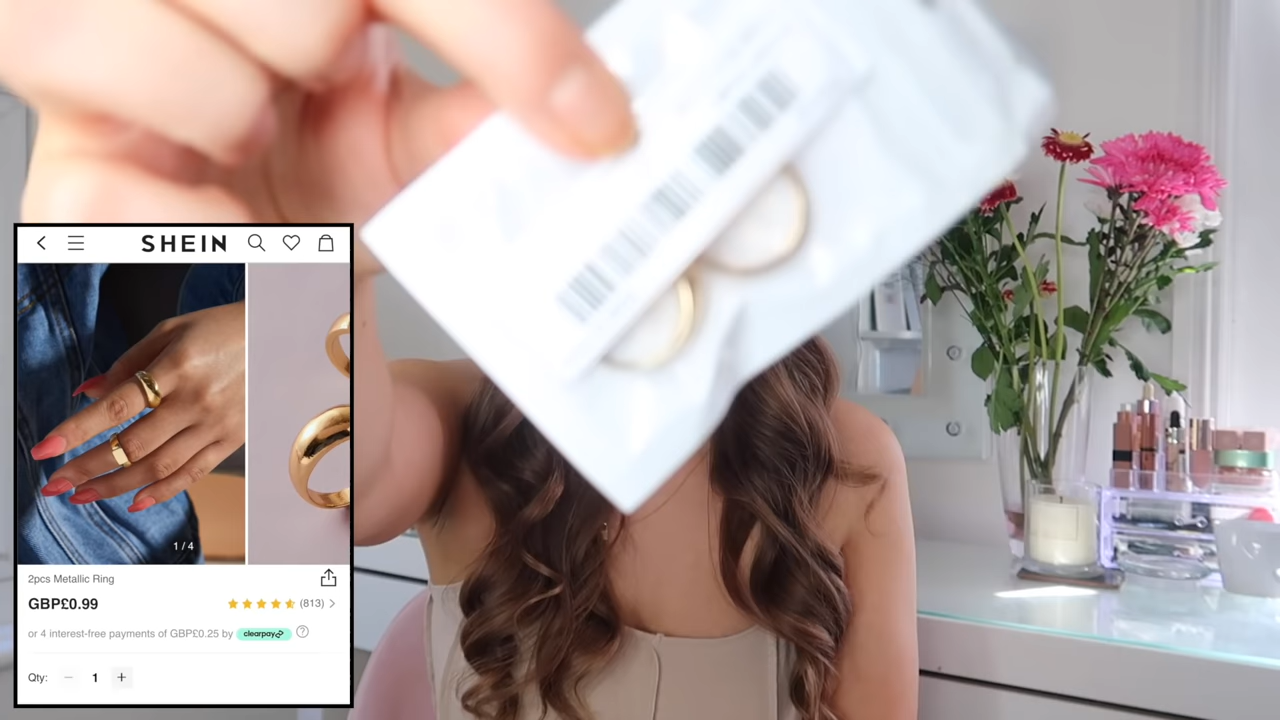 SHEIN
1 / 4
2pcs Metallic Ring
GBP£0.99
(813)
or 4 interest-free payments of GBP£0.25 by clearpay
Qty: 1